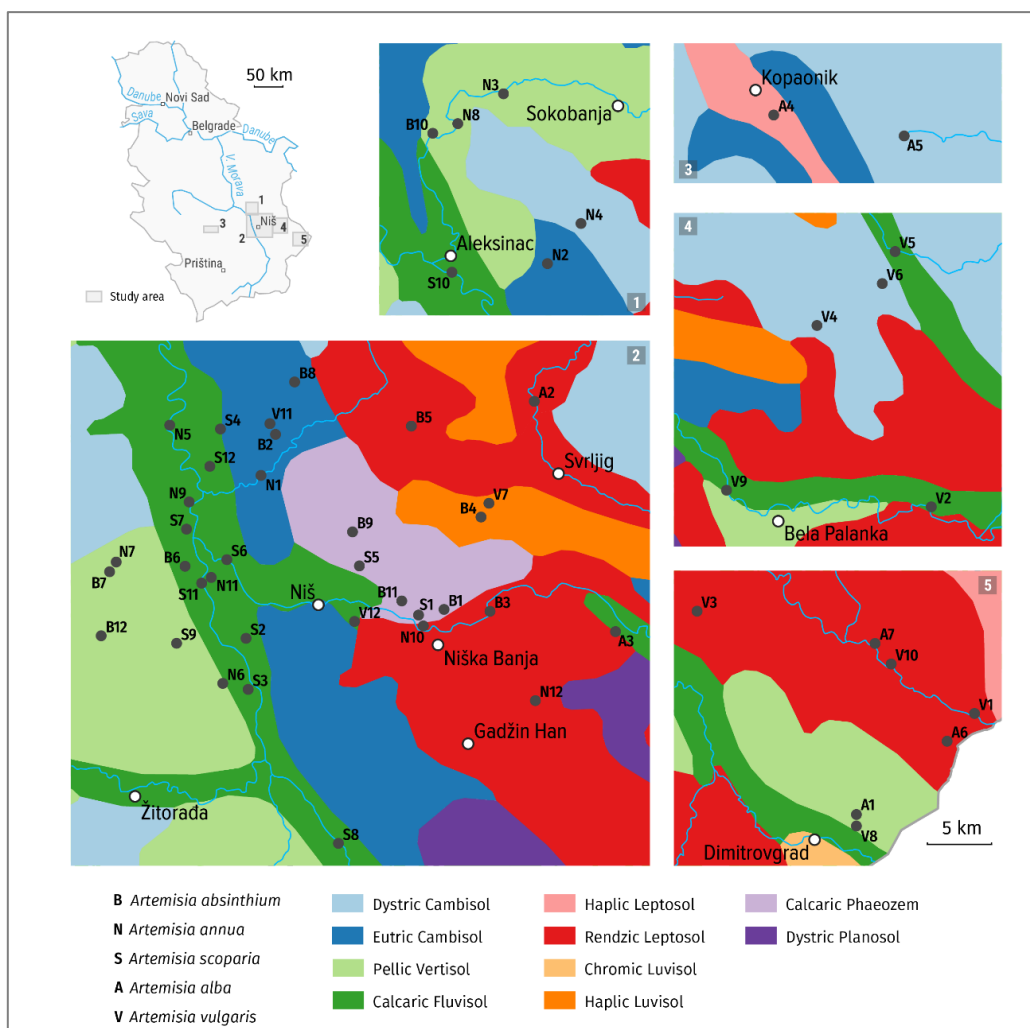 50 km
Danube
Novi Sad
Sava
Belgrade
Danube
V. Morava
1
Niš
3
2
4
5
Priština
Study area
N3
Sokobanja
N8
B10
N4
Aleksinac
N2
S10
1
Kopaonik
A4
A5
3
4
V5
V6
V4
V9
V2
Bela Palanka
2
B8
A2
V11
S4
B5
N5
B2
S12
Svrljig
N1
N9
V7
B4
S7
B9
N7
B6
S6
S5
B7
S11
N11
Niš
B11
S1
B1
B3
V12
B12
S9
S2
N10
A3
Niška Banja
N6
S3
N12
Gadžin Han
Žitorađa
S8
5
V3
A7
V10
V1
A6
A1
V8
5 km
Dimitrovgrad
B Artemisia absinthium
N Artemisia annua
S Artemisia scoparia
A Artemisia alba
V Artemisia vulgaris
Dystric Cambisol
Eutric Cambisol
Pellic Vertisol
Calcaric Fluvisol
Haplic Leptosol
Rendzic Leptosol
Chromic Luvisol
Haplic Luvisol
Calcaric Phaeozem
Dystric Planosol